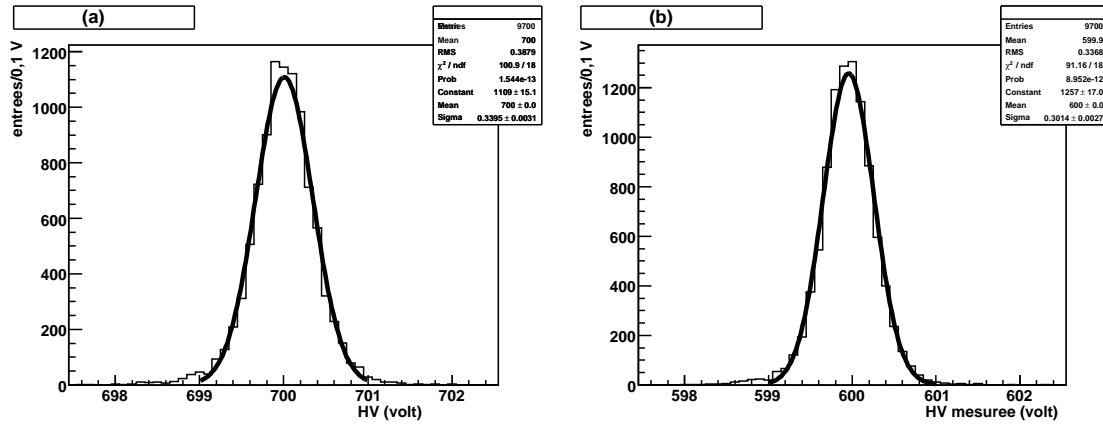 (a)
Entries 9700
Mean 700
RMS 0.3879
χ² / ndf 100.9 / 18
Prob 1.544e-13
Constant 1109 ± 15.1
Mean 700 ± 0.0
Sigma 0.3395 ± 0.0031
entrees/0,1 V
1200
1000
800
600
400
200
0
698 699 700 701 702
HV (volt)
(b)
Entries 9700
Mean 599.9
RMS 0.3368
χ² / ndf 91.16 / 18
Prob 8.952e-12
Constant 1257 ± 17.0
Mean 600 ± 0.0
Sigma 0.3014 ± 0.0027
entrees/0,1 V
1200
1000
800
600
400
200
0
598 599 600 601 602
HV mesuree (volt)